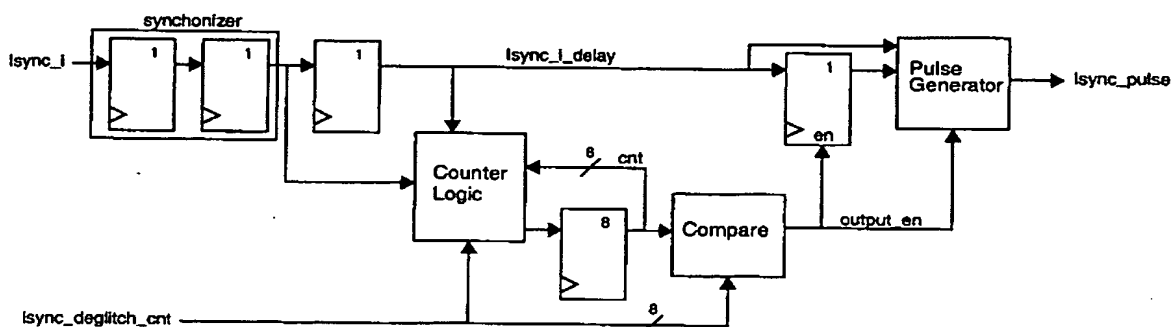 synchonizer
lsync_i
1
1
1
lsync_i_delay
1
en
Pulse
Generator
lsync_pulse
Counter
Logic
8
cnt
8
Compare
output_en
lsync_deglitch_cnt
8